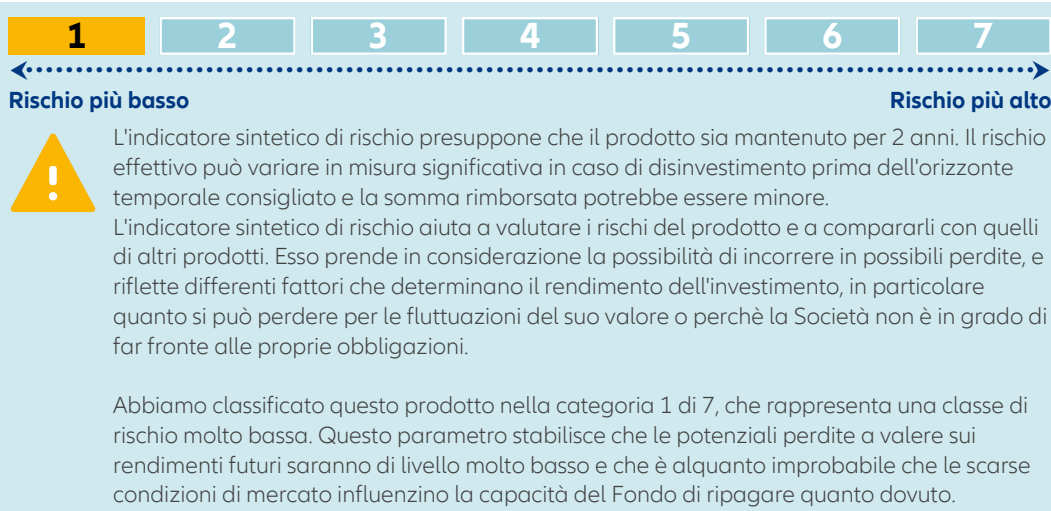 1 2 3 4 5 6 7
Rischio più basso Rischio più alto
L'indicatore sintetico di rischio presuppone che il prodotto sia mantenuto per 2 anni. Il rischio
effettivo può variare in misura significativa in caso di disinvestimento prima dell'orizzonte
temporale consigliato e la somma rimborsata potrebbe essere minore.
L'indicatore sintetico di rischio aiuta a valutare i rischi del prodotto e a compararli con quelli
di altri prodotti. Esso prende in considerazione la possibilità di incorrere in possibili perdite, e
riflette differenti fattori che determinano il rendimento dell'investimento, in particolare
quanto si può perdere per le fluttuazioni del suo valore o perchè la Società non è in grado di
far fronte alle proprie obbligazioni.
Abbiamo classificato questo prodotto nella categoria 1 di 7, che rappresenta una classe di
rischio molto bassa. Questo parametro stabilisce che le potenziali perdite a valere sui
rendimenti futuri saranno di livello molto basso e che è alquanto improbabile che le scarse
condizioni di mercato influenzino la capacità del Fondo di ripagare quanto dovuto.